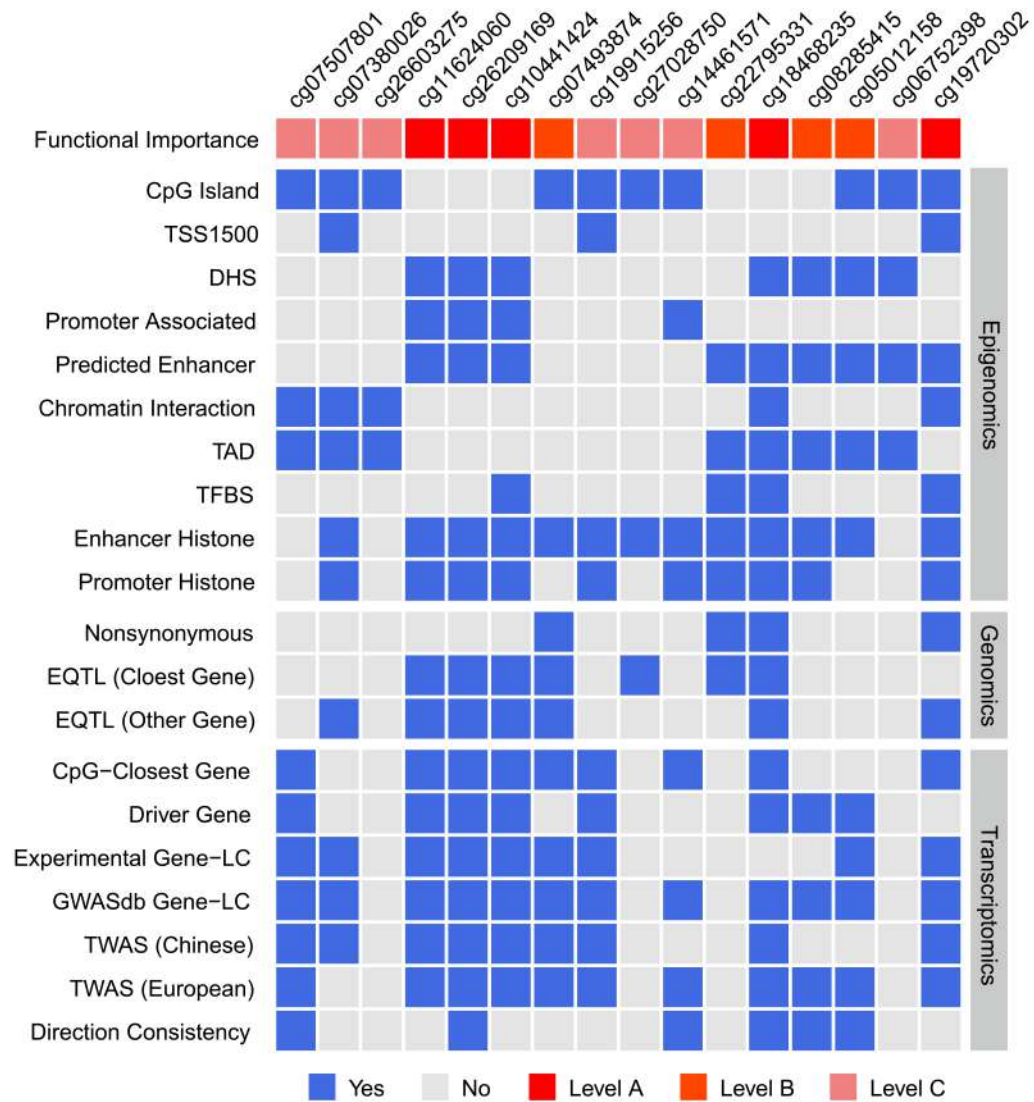 cg07507801
cg07380026
cg26603275
cg11624060
cg26209169
cg10441424
cg07493874
cg19915256
cg27028750
cg14461571
cg22795331
cg18468235
cg08285415
cg05012158
cg06752398
cg19720302
Functional Importance
CpG Island
TSS1500
DHS
Promoter Associated
Predicted Enhancer
Chromatin Interaction
TAD
TFBS
Enhancer Histone
Promoter Histone
Epigenomics
Nonsynonymous
EQTL (Cloest Gene)
EQTL (Other Gene)
Genomics
CpG−Closest Gene
Driver Gene
Experimental Gene−LC
GWASdb Gene−LC
TWAS (Chinese)
TWAS (European)
Direction Consistency
Transcriptomics
Yes No Level A Level B Level C